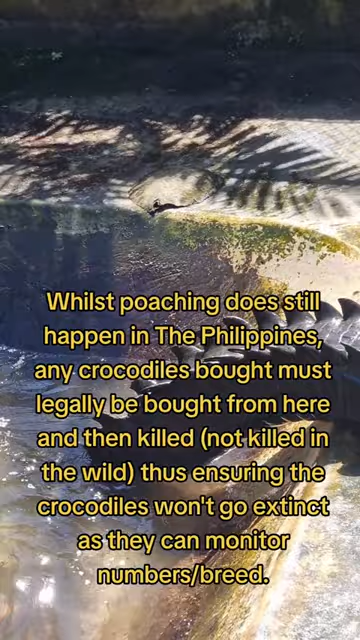 Whilst poaching does still
happen in The Philippines,
any crocodiles bought must
legally be bought from here
and then killed (not killed in
the wild) thus ensuring the
crocodiles won't go extinct
as they can monitor
numbers/breed.